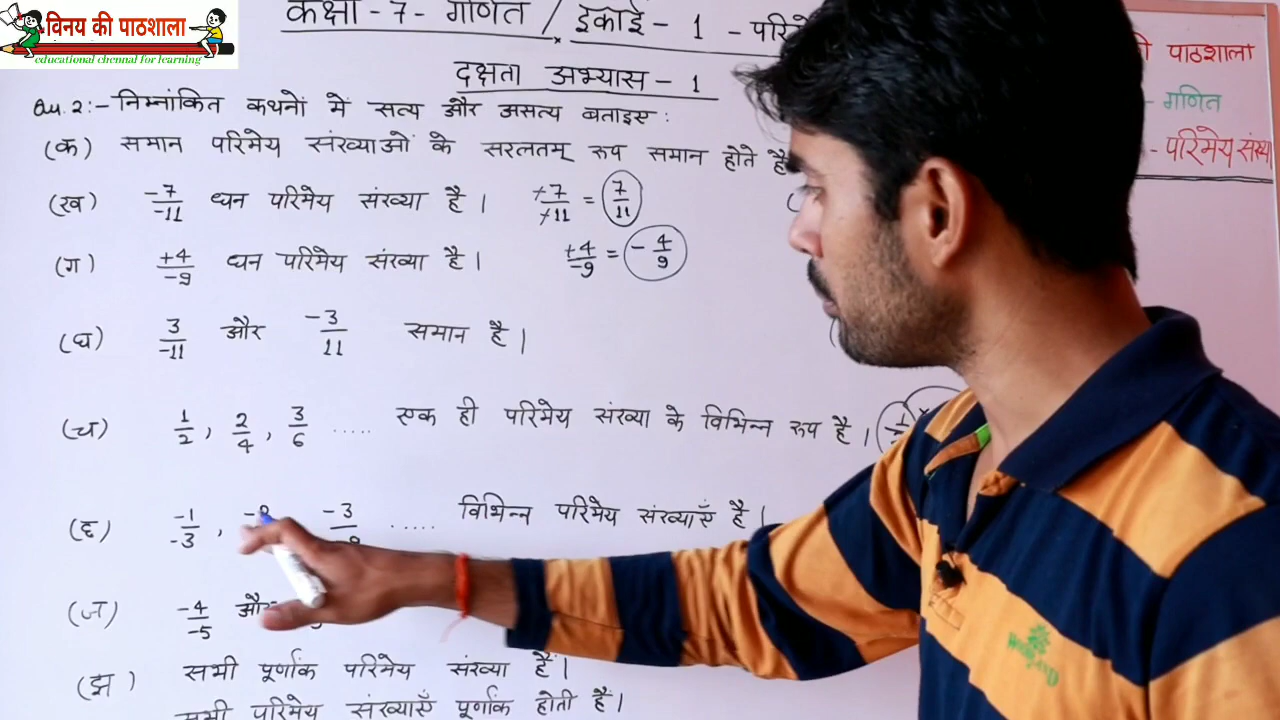 विनय की पाठशाला
educational chennal for learning
कक्षा - 7 - गणित / इकाई - 1 - परिमे
दक्षता अभ्यास - 1
Qu. 2 :- निम्नांकित कथनों में सत्य और असत्य बताइए :
(क) समान परिमेय संख्याओं के सरलतम् रूप समान होते है
(ख) -7/-11 धन परिमेय संख्या है । +7/+11 = 7/11
(ग) +4/-9 धन परिमेय संख्या है । +4/-9 = -4/9
(घ) 3/-11 और -3/11 समान है ।
(च) 1/2 , 2/4 , 3/6 ..... एक ही परिमेय संख्या के विभिन्न रूप है ।
(छ) -1/-3 , -3 ..... विभिन्न परिमेय संख्याएँ है ।
(ज) -4/-5 और
(झ) सभी पूर्णांक परिमेय संख्या हैं ।
सभी परिमेय संख्याएँ पूर्णांक होती है ।
पाठशाला
- गणित
- परिमेय संख्या